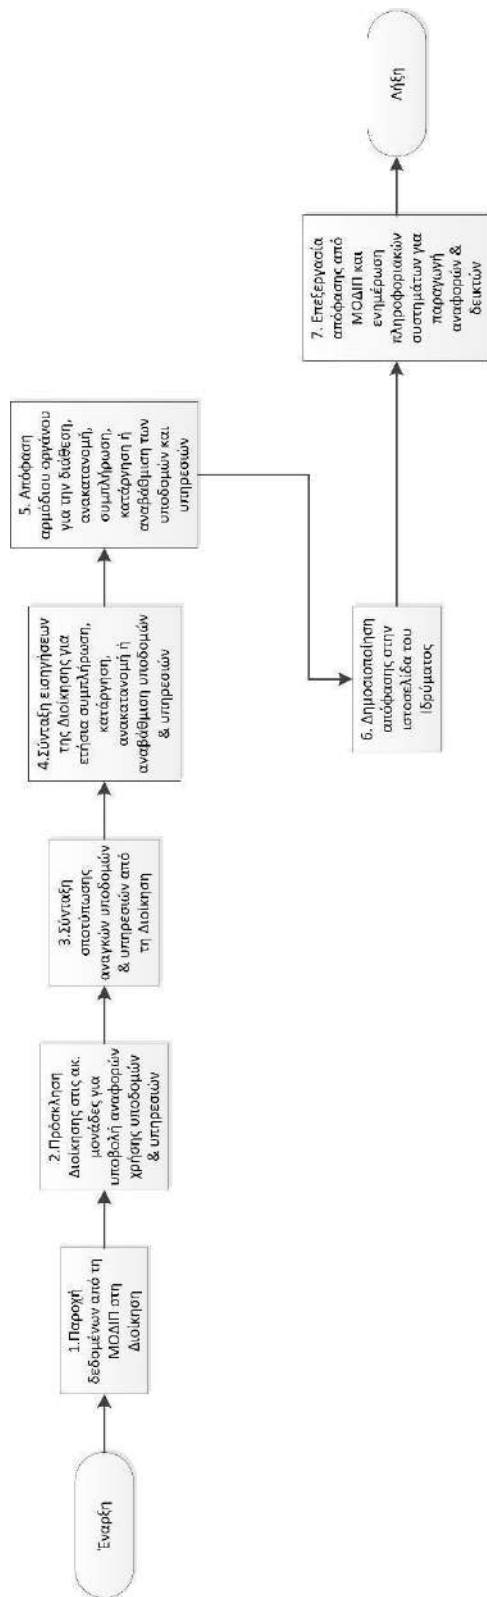 Έναρξη
1.Παροχή
δεδομένων από τη
ΜΟΔΙΠ στη
Διοίκηση
2.Πρόσκληση
Διοίκησης στις ακ.
μονάδες για
υποβολή αναφορών
χρήσης υποδομών
& υπηρεσιών
3.Σύνταξη
αποτύπωσης
αναγκών υποδομών
& υπηρεσιών από
τη Διοίκηση
4.Σύνταξη εισηγήσεων
της Διοίκησης για
ετήσια συμπλήρωση,
κατάργηση,
ανακατανομή ή
αναβάθμιση υποδομών
& υπηρεσιών
5. Απόφαση
αρμόδιου οργάνου
για την διάθεση,
ανακατανομή,
συμπλήρωση,
κατάργηση ή
αναβάθμιση των
υποδομών και
υπηρεσιών
6. Δημοσιοποίηση
απόφασης στην
ιστοσελίδα του
Ιδρύματος
7. Επεξεργασία
απόφασης από
ΜΟΔΙΠ και
ενημέρωση
πληροφοριακών
συστημάτων για
παραγωγή
αναφορών &
δεικτών
Λήξη